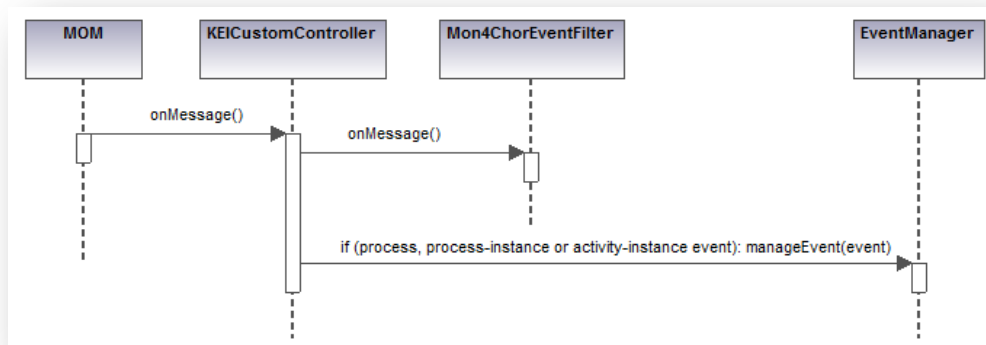 MOM
KEICustomController
Mon4ChorEventFilter
EventManager
onMessage()
onMessage()
if (process, process-instance or activity-instance event): manageEvent(event)